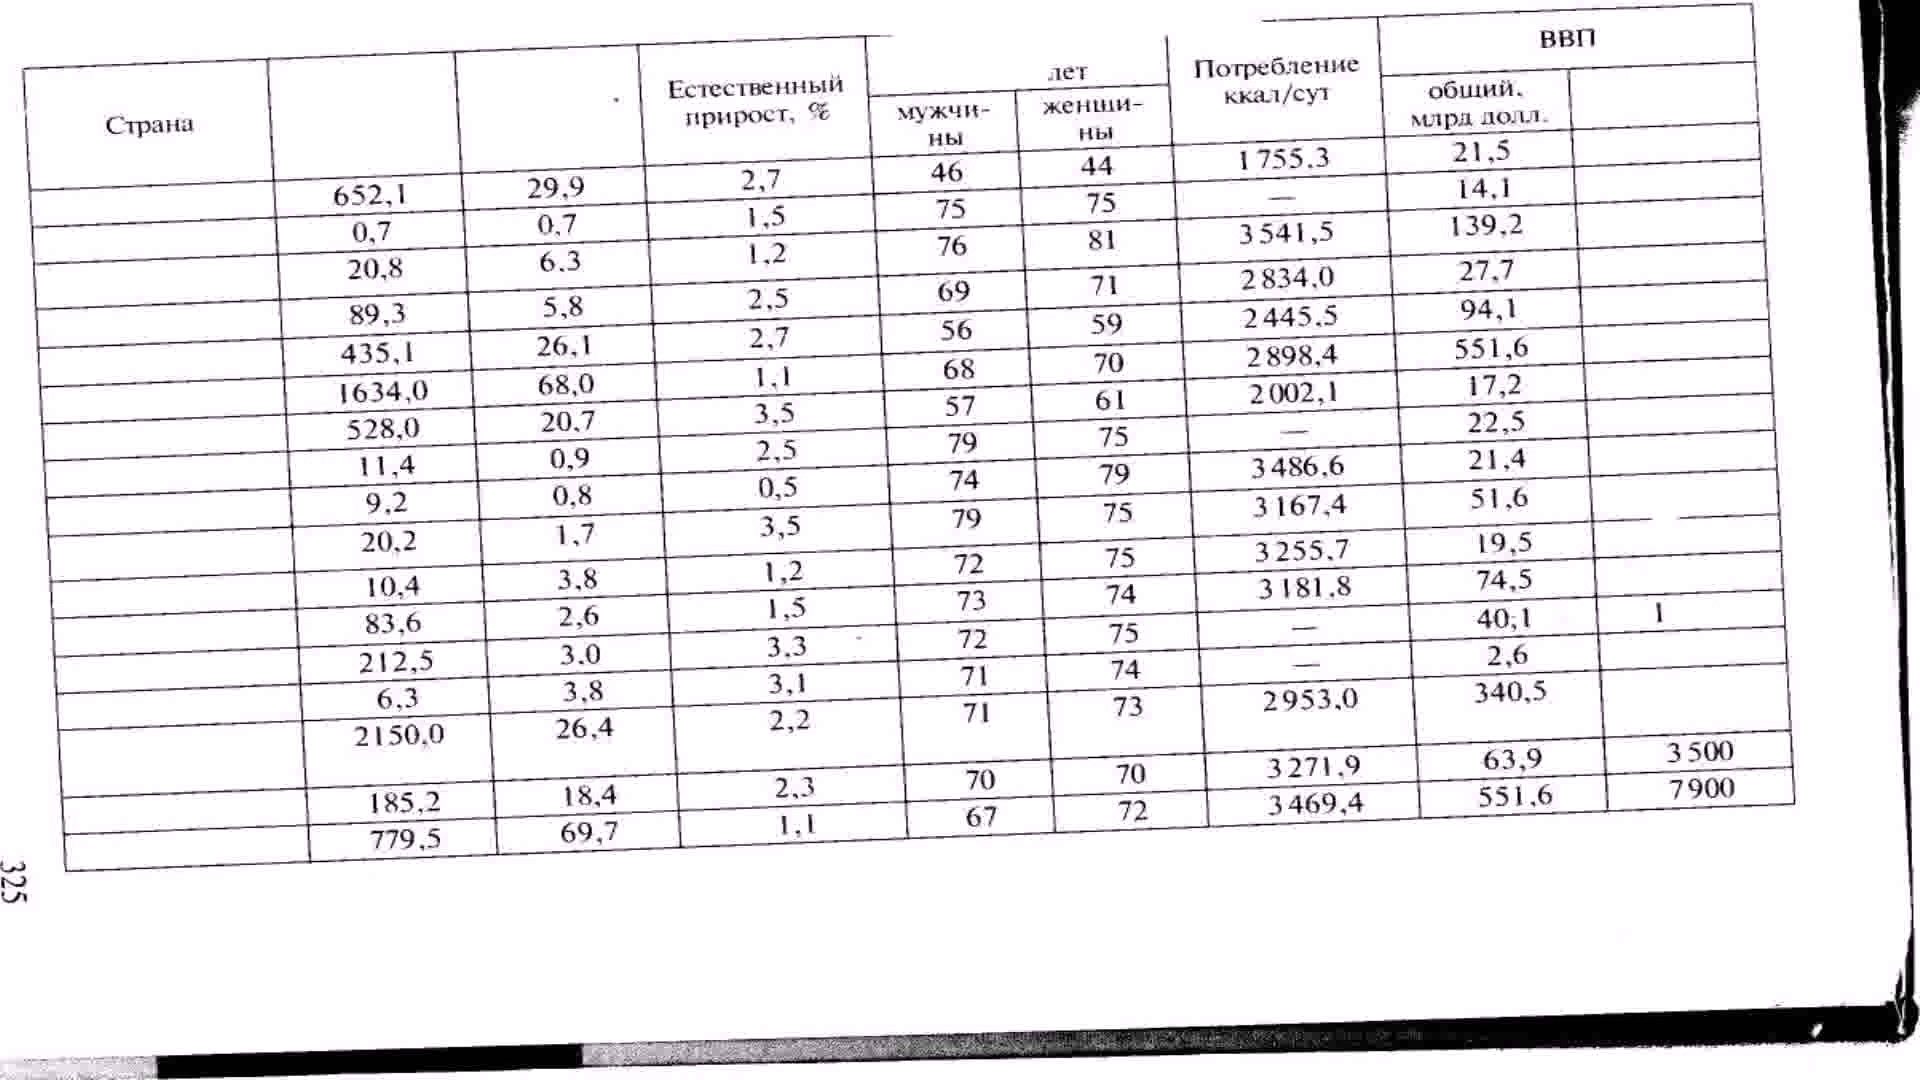 Страна
Естественный прирост, %
лет
мужчи-
ны
женши-
ны
Потребление
ккал/сут
ВВП
общий,
млрд долл.
652,1 29,9 2,7 46 44 1755,3 21,5
0,7 0,7 1,5 75 75 — 14,1
20,8 6,3 1,2 76 81 3541,5 139,2
89,3 5,8 2,5 69 71 2834,0 27,7
435,1 26,1 2,7 56 59 2445,5 94,1
1634,0 68,0 1,1 68 70 2898,4 551,6
528,0 20,7 3,5 57 61 2002,1 17,2
11,4 0,9 2,5 79 75 — 22,5
9,2 0,8 0,5 74 79 3486,6 21,4
20,2 1,7 3,5 79 75 3167,4 51,6
10,4 3,8 1,2 72 75 3255,7 19,5
83,6 2,6 1,5 73 74 3181,8 74,5
212,5 3,0 3,3 72 75 — 40,1 1
6,3 3,8 3,1 71 74 — 2,6
2150,0 26,4 2,2 71 73 2953,0 340,5
185,2 18,4 2,3 70 70 3271,9 63,9 3500
779,5 69,7 1,1 67 72 3469,4 551,6 7900
325